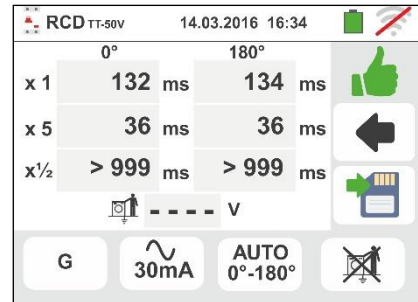 RCD TT-50V 14.03.2016 16:34
0° 180°
x 1 132 ms 134 ms
x 5 36 ms 36 ms
x½ > 999 ms > 999 ms
- - - - V
G 30mA AUTO 0°-180°